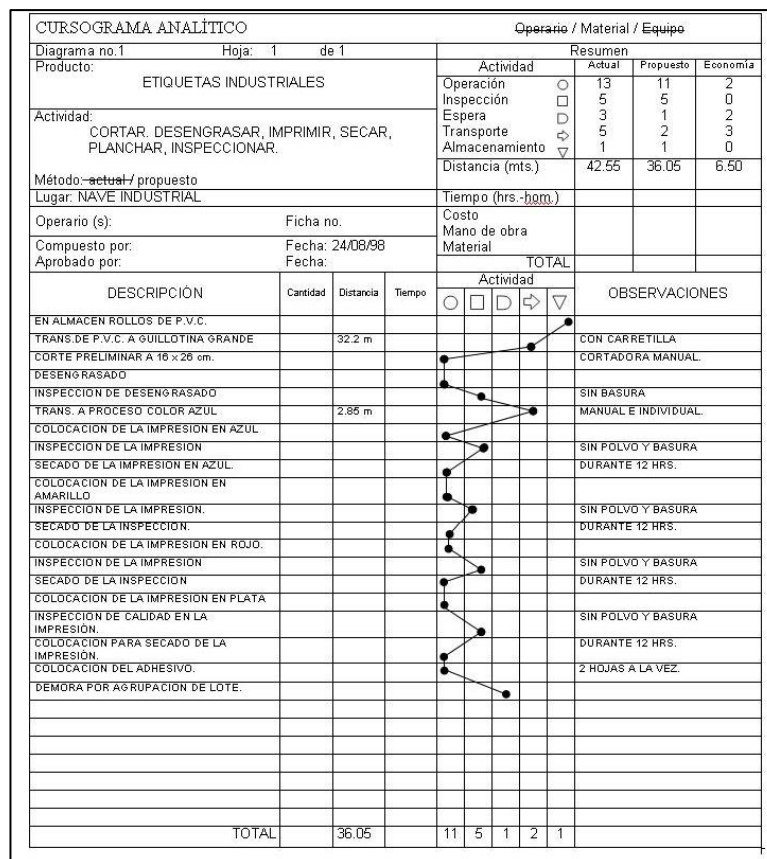 CURSOGRAMA ANALÍTICO
Operario / Material / Equipo
Diagrama no.1 Hoja: 1 de 1
Resumen
Producto:
ETIQUETAS INDUSTRIALES
Actividad Actual Propuesto Economía
Operación 13 11 2
Inspección 5 5 0
Espera 3 1 2
Transporte 5 2 3
Almacenamiento 1 1 0
Actividad:
CORTAR. DESENGRASAR, IMPRIMIR, SECAR,
PLANCHAR, INSPECCIONAR.
Distancia (mts.) 42.55 36.05 6.50
Método: actual / propuesto
Lugar: NAVE INDUSTRIAL
Tiempo (hrs.-hom.)
Operario (s): Ficha no.
Costo
Mano de obra
Material
Compuesto por: Fecha: 24/08/98
Aprobado por: Fecha:
TOTAL
DESCRIPCIÓN Cantidad Distancia Tiempo Actividad OBSERVACIONES
EN ALMACEN ROLLOS DE P.V.C.
TRANS.DE P.V.C. A GUILLOTINA GRANDE 32.2 m CON CARRETILLA
CORTE PRELIMINAR A 16 x 26 cm. CORTADORA MANUAL.
DESENGRASADO
INSPECCION DE DESENGRASADO SIN BASURA
TRANS. A PROCESO COLOR AZUL 2.85 m MANUAL E INDIVIDUAL.
COLOCACION DE LA IMPRESION EN AZUL
INSPECCION DE LA IMPRESION SIN POLVO Y BASURA
SECADO DE LA IMPRESION EN AZUL. DURANTE 12 HRS.
COLOCACION DE LA IMPRESION EN
AMARILLO
INSPECCION DE LA IMPRESION. SIN POLVO Y BASURA
SECADO DE LA INSPECCION. DURANTE 12 HRS.
COLOCACION DE LA IMPRESION EN ROJO.
INSPECCION DE LA IMPRESION SIN POLVO Y BASURA
SECADO DE LA INSPECCION DURANTE 12 HRS.
COLOCACION DE LA IMPRESION EN PLATA
INSPECCION DE CALIDAD EN LA SIN POLVO Y BASURA
IMPRESIÓN.
COLOCACION PARA SECADO DE LA DURANTE 12 HRS.
IMPRESIÓN.
COLOCACION DEL ADHESIVO. 2 HOJAS A LA VEZ.
DEMORA POR AGRUPACION DE LOTE.
TOTAL 36.05 11 5 1 2 1